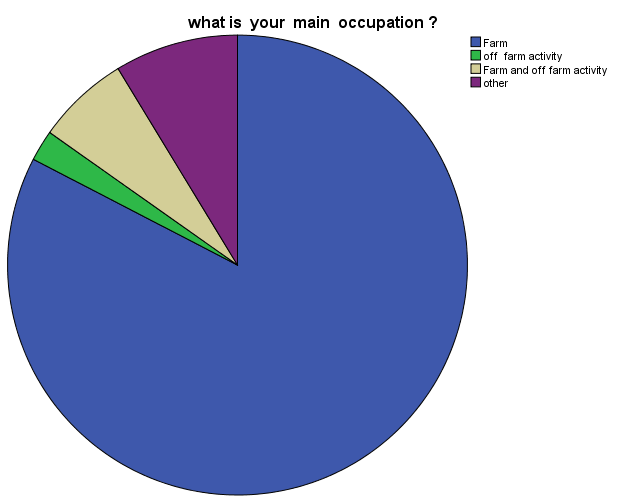 what is your main occupation ?
Farm
off farm activity
Farm and off farm activity
other